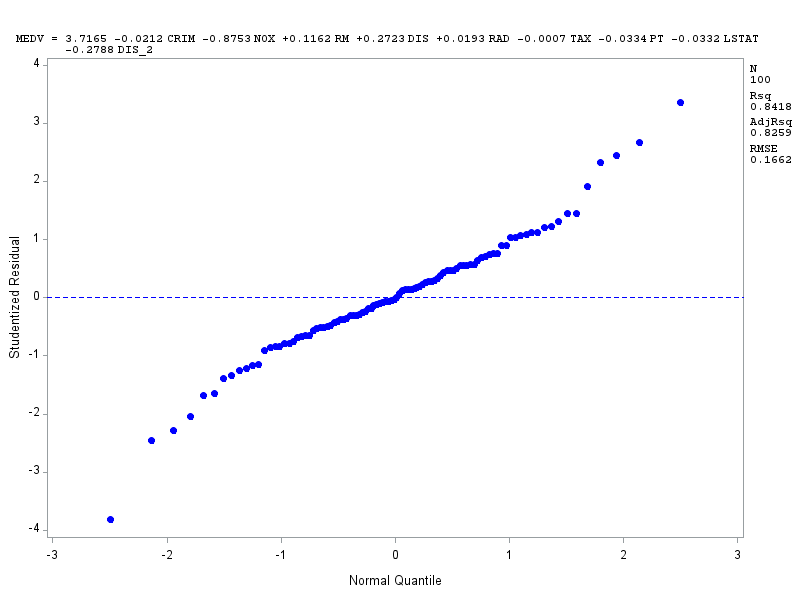 MEDV = 3.7165 -0.0212 CRIM -0.8753 NOX +0.1162 RM +0.2723 DIS +0.0193 RAD -0.0007 TAX -0.0334 PT -0.0332 LSTAT
-0.2788 DIS_2
N
100
Rsq
0.8418
AdjRsq
0.8259
RMSE
0.1662
4
3
2
1
0
-1
-2
-3
-4
Studentized Residual
-3 -2 -1 0 1 2 3
Normal Quantile